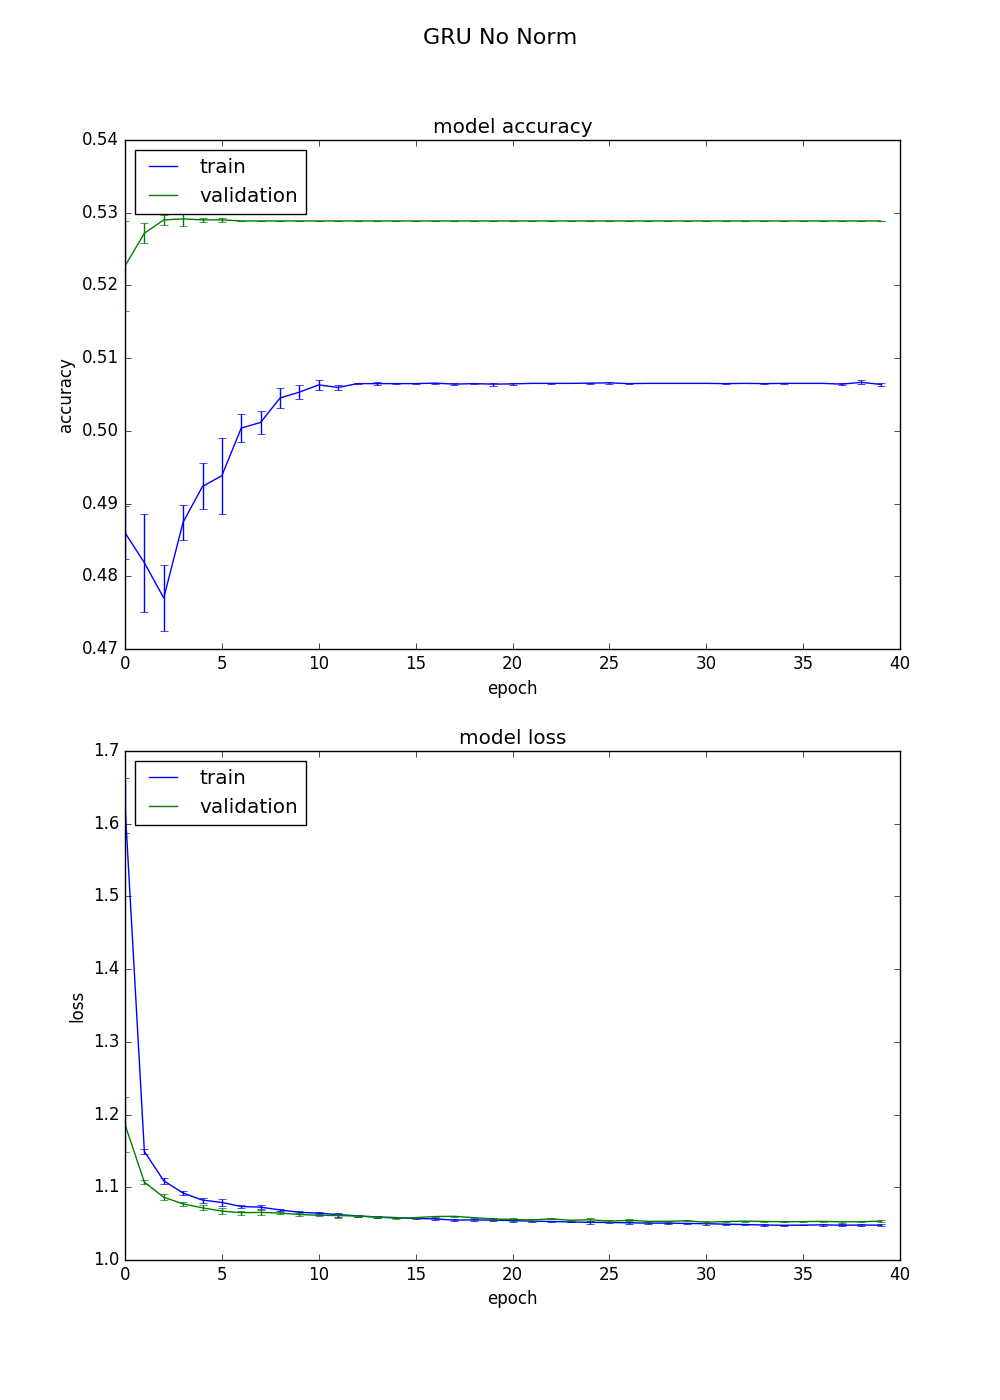 GRU No Norm
model accuracy
train
validation
0.54
0.53
0.52
0.51
0.50
0.49
0.48
0.47
accuracy
0 5 10 15 20 25 30 35 40
epoch
model loss
train
validation
1.7
1.6
1.5
1.4
1.3
1.2
1.1
1.0
loss
0 5 10 15 20 25 30 35 40
epoch